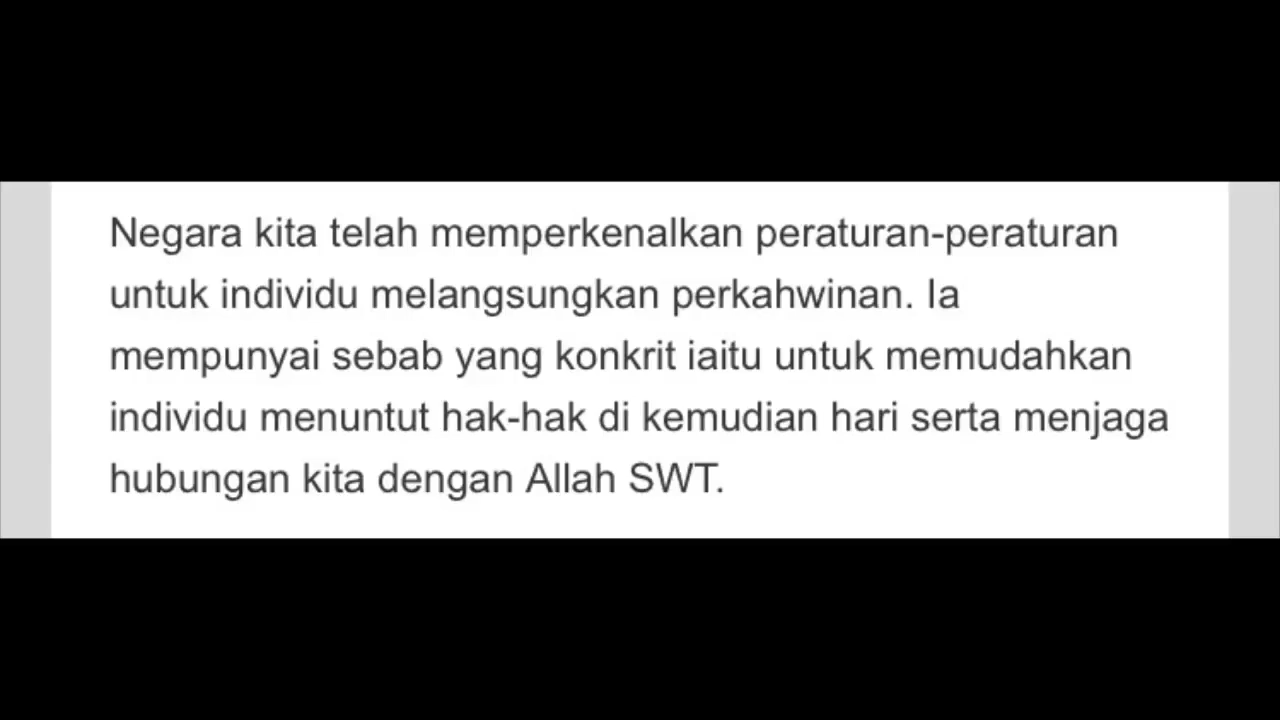 Negara kita telah memperkenalkan peraturan-peraturan
untuk individu melangsungkan perkahwinan. Ia
mempunyai sebab yang konkrit iaitu untuk memudahkan
individu menuntut hak-hak di kemudian hari serta menjaga
hubungan kita dengan Allah SWT.